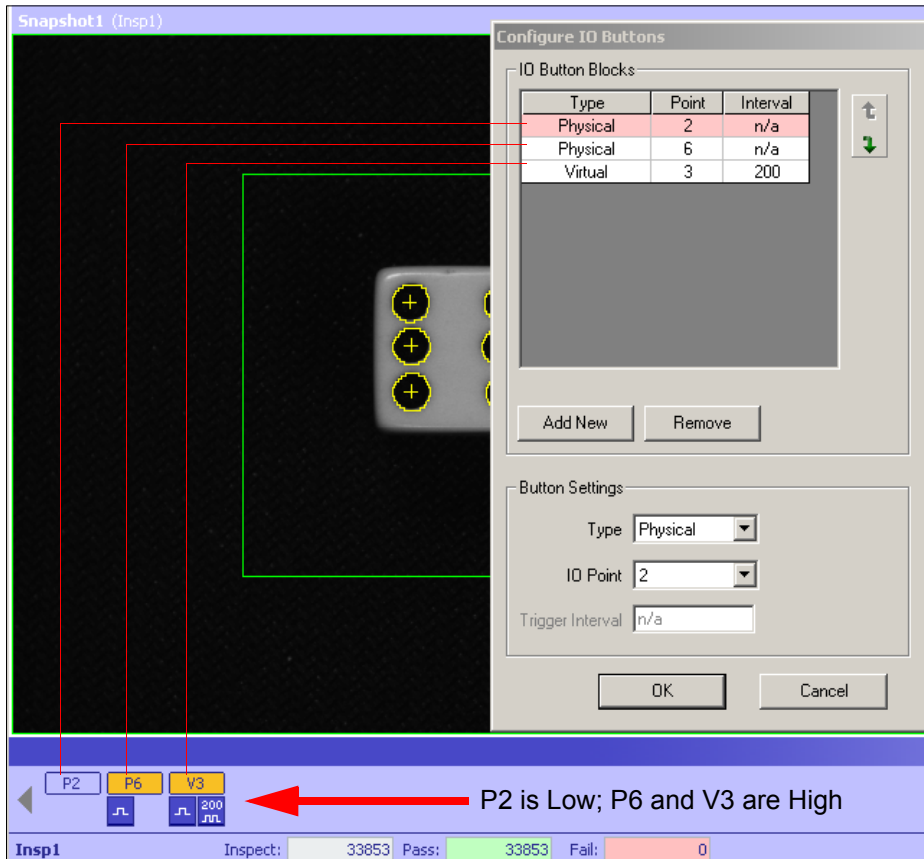 Snapshot1 (Insp1)
Configure IO Buttons
IO Button Blocks
Type Point Interval
Physical 2 n/a
Physical 6 n/a
Virtual 3 200
Add New Remove
Button Settings
Type Physical
IO Point 2
Trigger Interval n/a
OK Cancel
P2 P6 V3
200
P2 is Low; P6 and V3 are High
Insp1 Inspect: 33853 Pass: 33853 Fail: 0